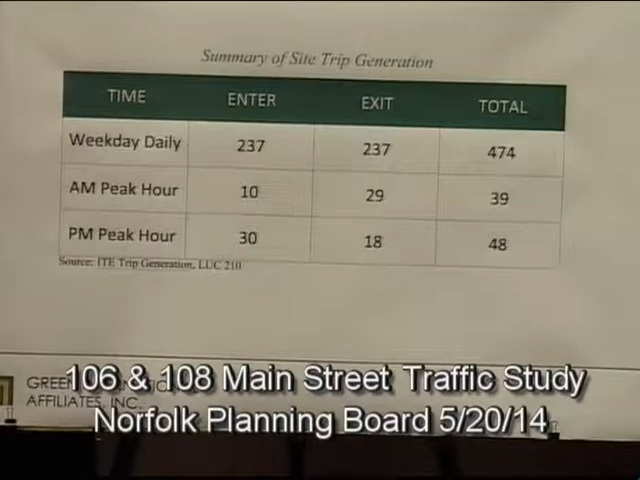 Summary of Site Trip Generation
TIME ENTER EXIT TOTAL
Weekday Daily 237 237 474
AM Peak Hour 10 29 39
PM Peak Hour 30 18 48
Source: ITE Trip Generation, LUC 210
GREEN
AFFILIATES, INC.
106 & 108 Main Street Traffic Study
Norfolk Planning Board 5/20/14